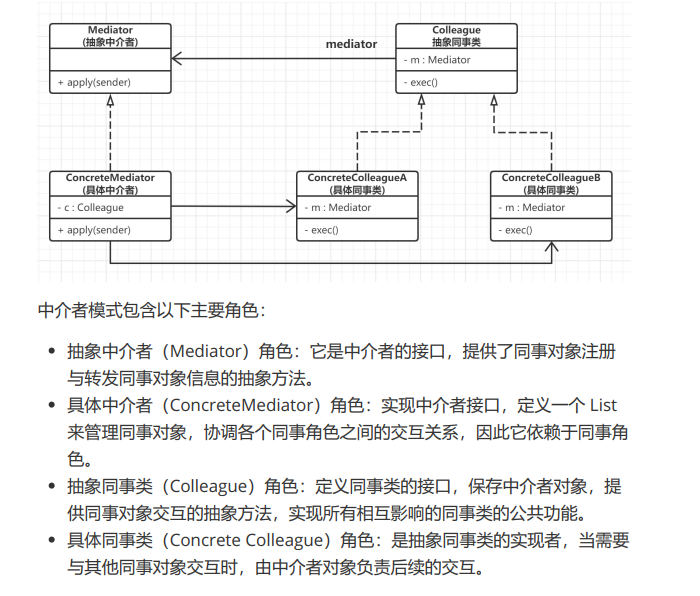 Mediator
(抽象中介者)
+ apply(sender)
mediator
Colleague
抽象同事类
- m : Mediator
- exec()
ConcreteMediator
(具体中介者)
- c : Colleague
+ apply(sender)
ConcreteColleagueA
(具体同事类)
- m : Mediator
- exec()
ConcreteColleagueB
(具体同事类)
- m : Mediator
- exec()
中介者模式包含以下主要角色：
• 抽象中介者（Mediator）角色：它是中介者的接口，提供了同事对象注册
与转发同事对象信息的抽象方法。
• 具体中介者（ConcreteMediator）角色：实现中介者接口，定义一个 List
来管理同事对象，协调各个同事角色之间的交互关系，因此它依赖于同事角
色。
• 抽象同事类（Colleague）角色：定义同事类的接口，保存中介者对象，提
供同事对象交互的抽象方法，实现所有相互影响的同事类的公共功能。
• 具体同事类（Concrete Colleague）角色：是抽象同事类的实现者，当需要
与其他同事对象交互时，由中介者对象负责后续的交互。